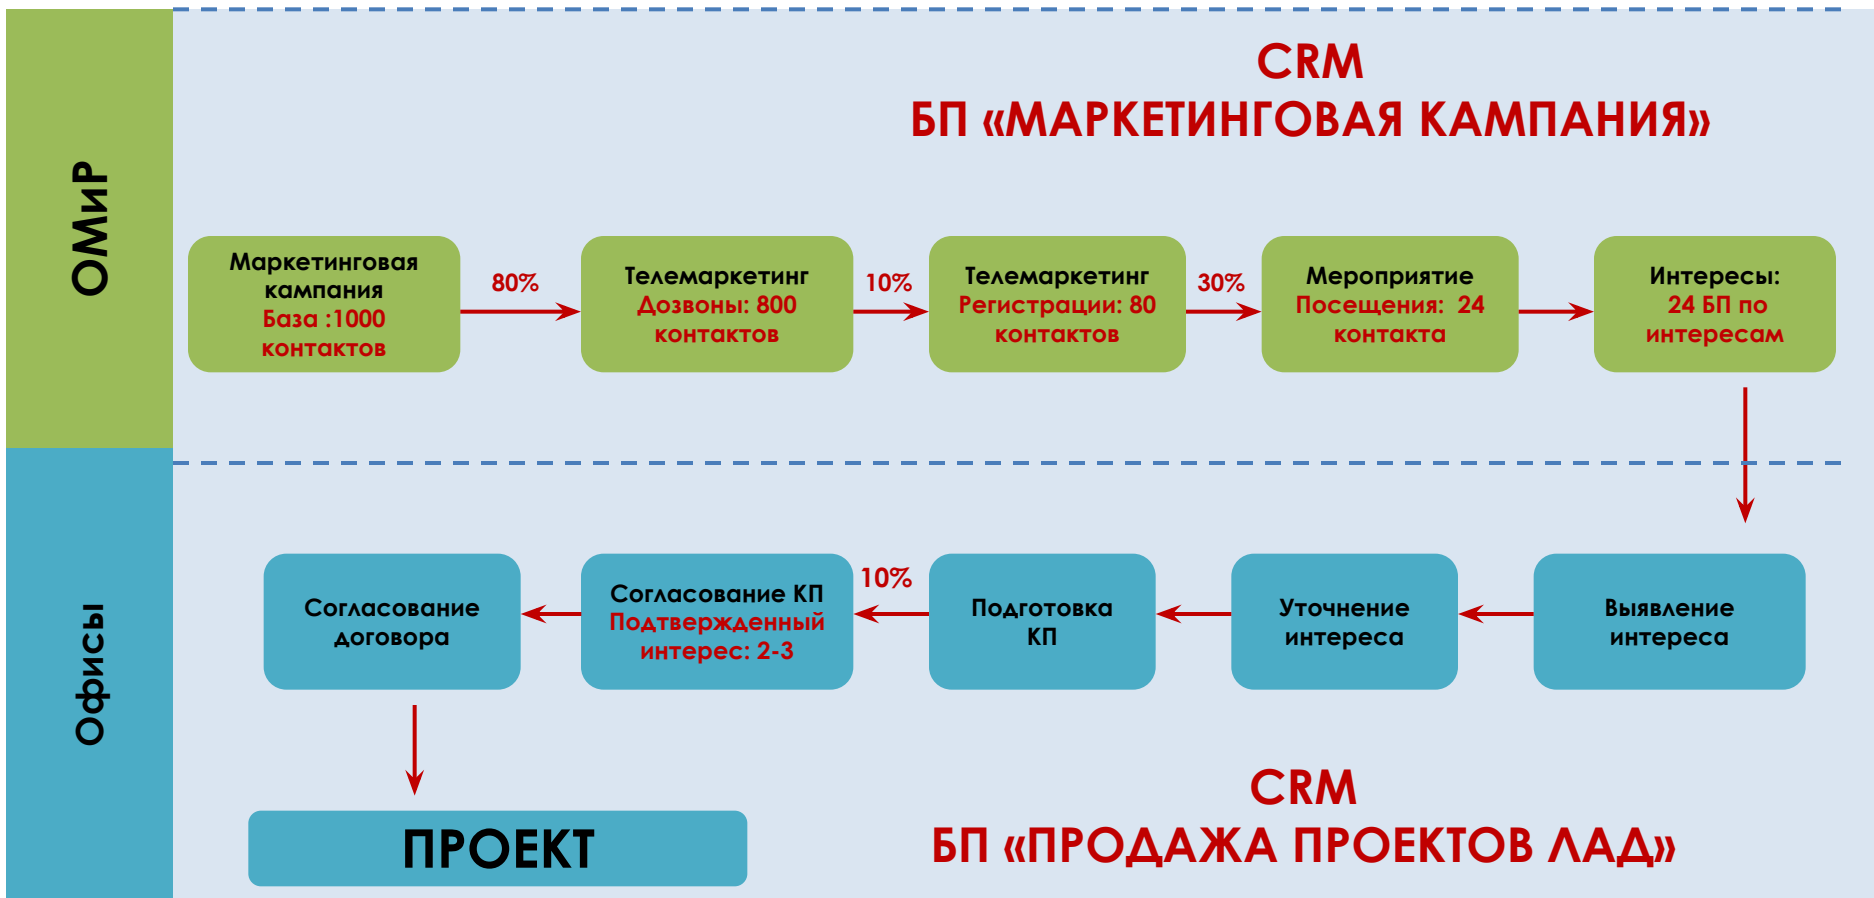 CRM
БП «МАРКЕТИНГОВАЯ КАМПАНИЯ»
ОМиР
Маркетинговая
кампания
База :1000
контактов
80%
Телемаркетинг
Дозвоны: 800
контактов
10%
Телемаркетинг
Регистрации: 80
контактов
30%
Мероприятие
Посещения: 24
контакта
Интересы:
24 БП по
интересам
Офисы
Выявление
интереса
Уточнение
интереса
Подготовка
КП
10%
Согласование КП
Подтвержденный
интерес: 2-3
Согласование
договора
ПРОЕКТ
CRM
БП «ПРОДАЖА ПРОЕКТОВ ЛАД»